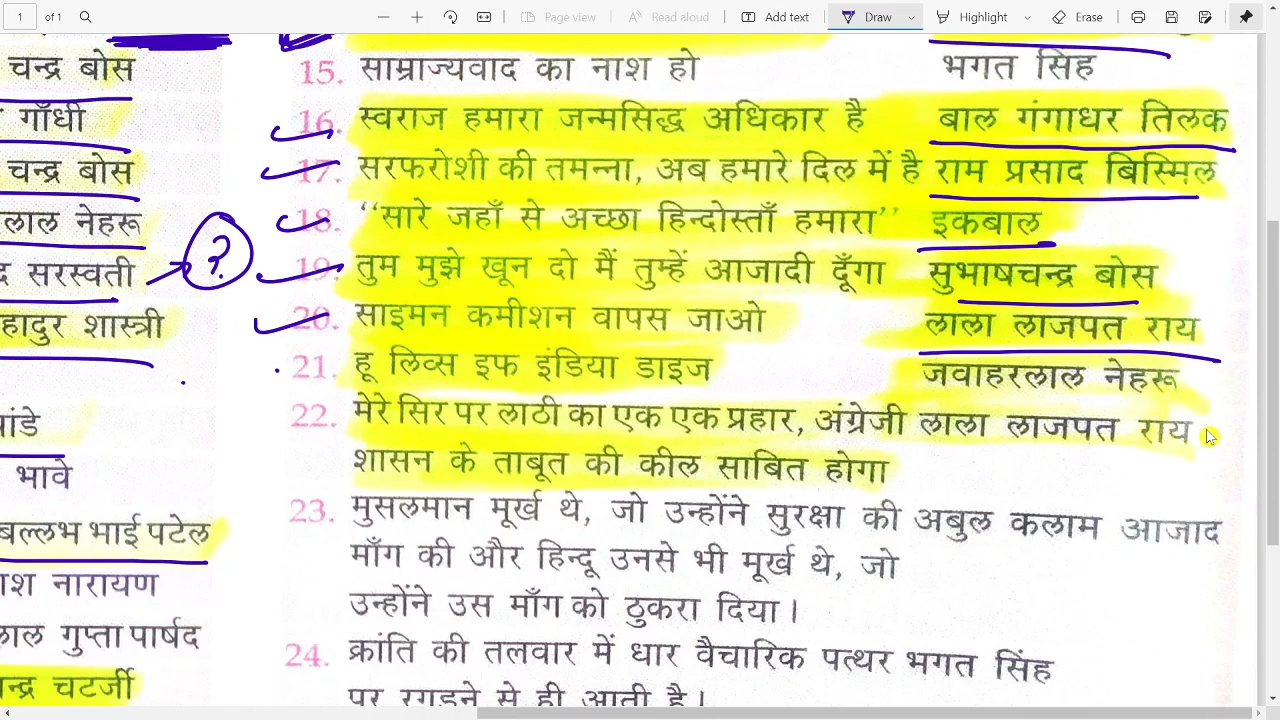 1 of 1 Page view Read aloud Add text Draw Highlight Erase
चन्द्र बोस
गाँधी
चन्द्र बोस
लाल नेहरू
सरस्वती ?
हादुर शास्त्री
पांडे
भावे
बल्लभ भाई पटेल
नारायण
गुप्ता पार्षद
चटर्जी
15. साम्राज्यवाद का नाश हो भगत सिंह
16. स्वराज हमारा जन्मसिद्ध अधिकार है बाल गंगाधर तिलक
17. सरफरोशी की तमन्ना, अब हमारे दिल में है राम प्रसाद बिस्मिल
18. “सारे जहाँ से अच्छा हिन्दोस्ताँ हमारा” इकबाल
19. तुम मुझे खून दो मैं तुम्हें आजादी दूँगा सुभाषचन्द्र बोस
20. साइमन कमीशन वापस जाओ लाला लाजपत राय
21. हू लिव्स इफ इंडिया डाइज जवाहरलाल नेहरू
22. मेरे सिर पर लाठी का एक एक प्रहार, अंग्रेजी लाला लाजपत राय
शासन के ताबूत की कील साबित होगा
23. मुसलमान मूर्ख थे, जो उन्होंने सुरक्षा की अबुल कलाम आजाद
माँग की और हिन्दू उनसे भी मूर्ख थे, जो
उन्होंने उस माँग को ठुकरा दिया।
24. क्रांति की तलवार में धार वैचारिक पत्थर भगत सिंह
पर रगड़ने से ही आती है।